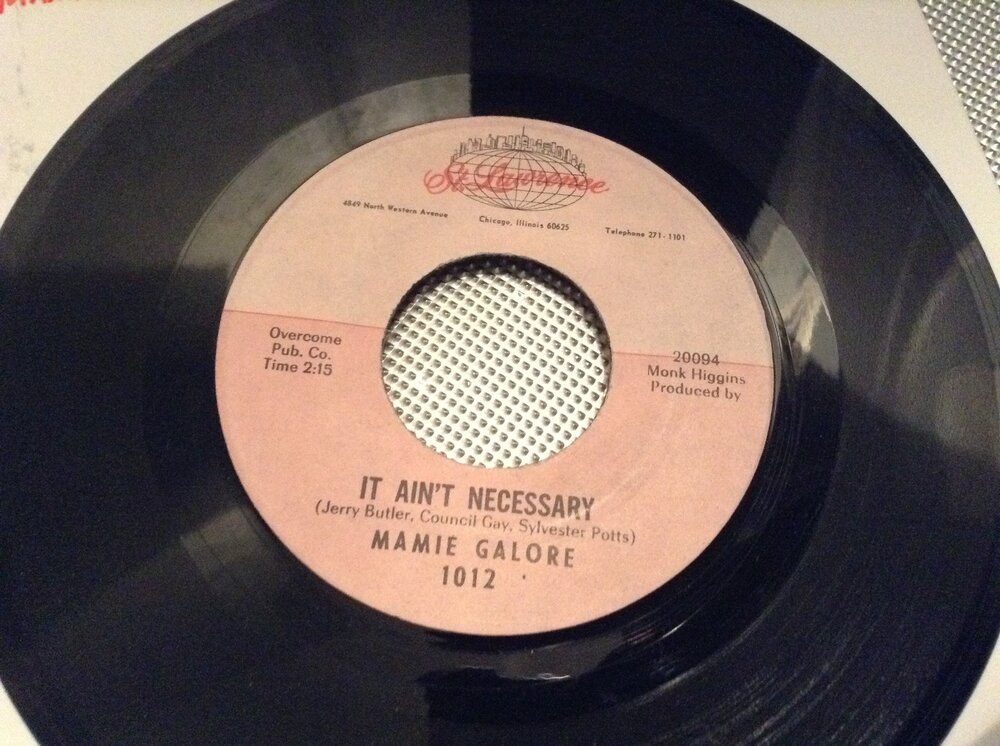 St. Lawrence
4849 North Western Avenue
Chicago, Illinois 60625
Telephone 271-1101
Overcome
Pub. Co.
Time 2:15
20094
Monk Higgins
Produced by
IT AIN'T NECESSARY
(Jerry Butler, Council Gay, Sylvester Potts)
MAMIE GALORE
1012